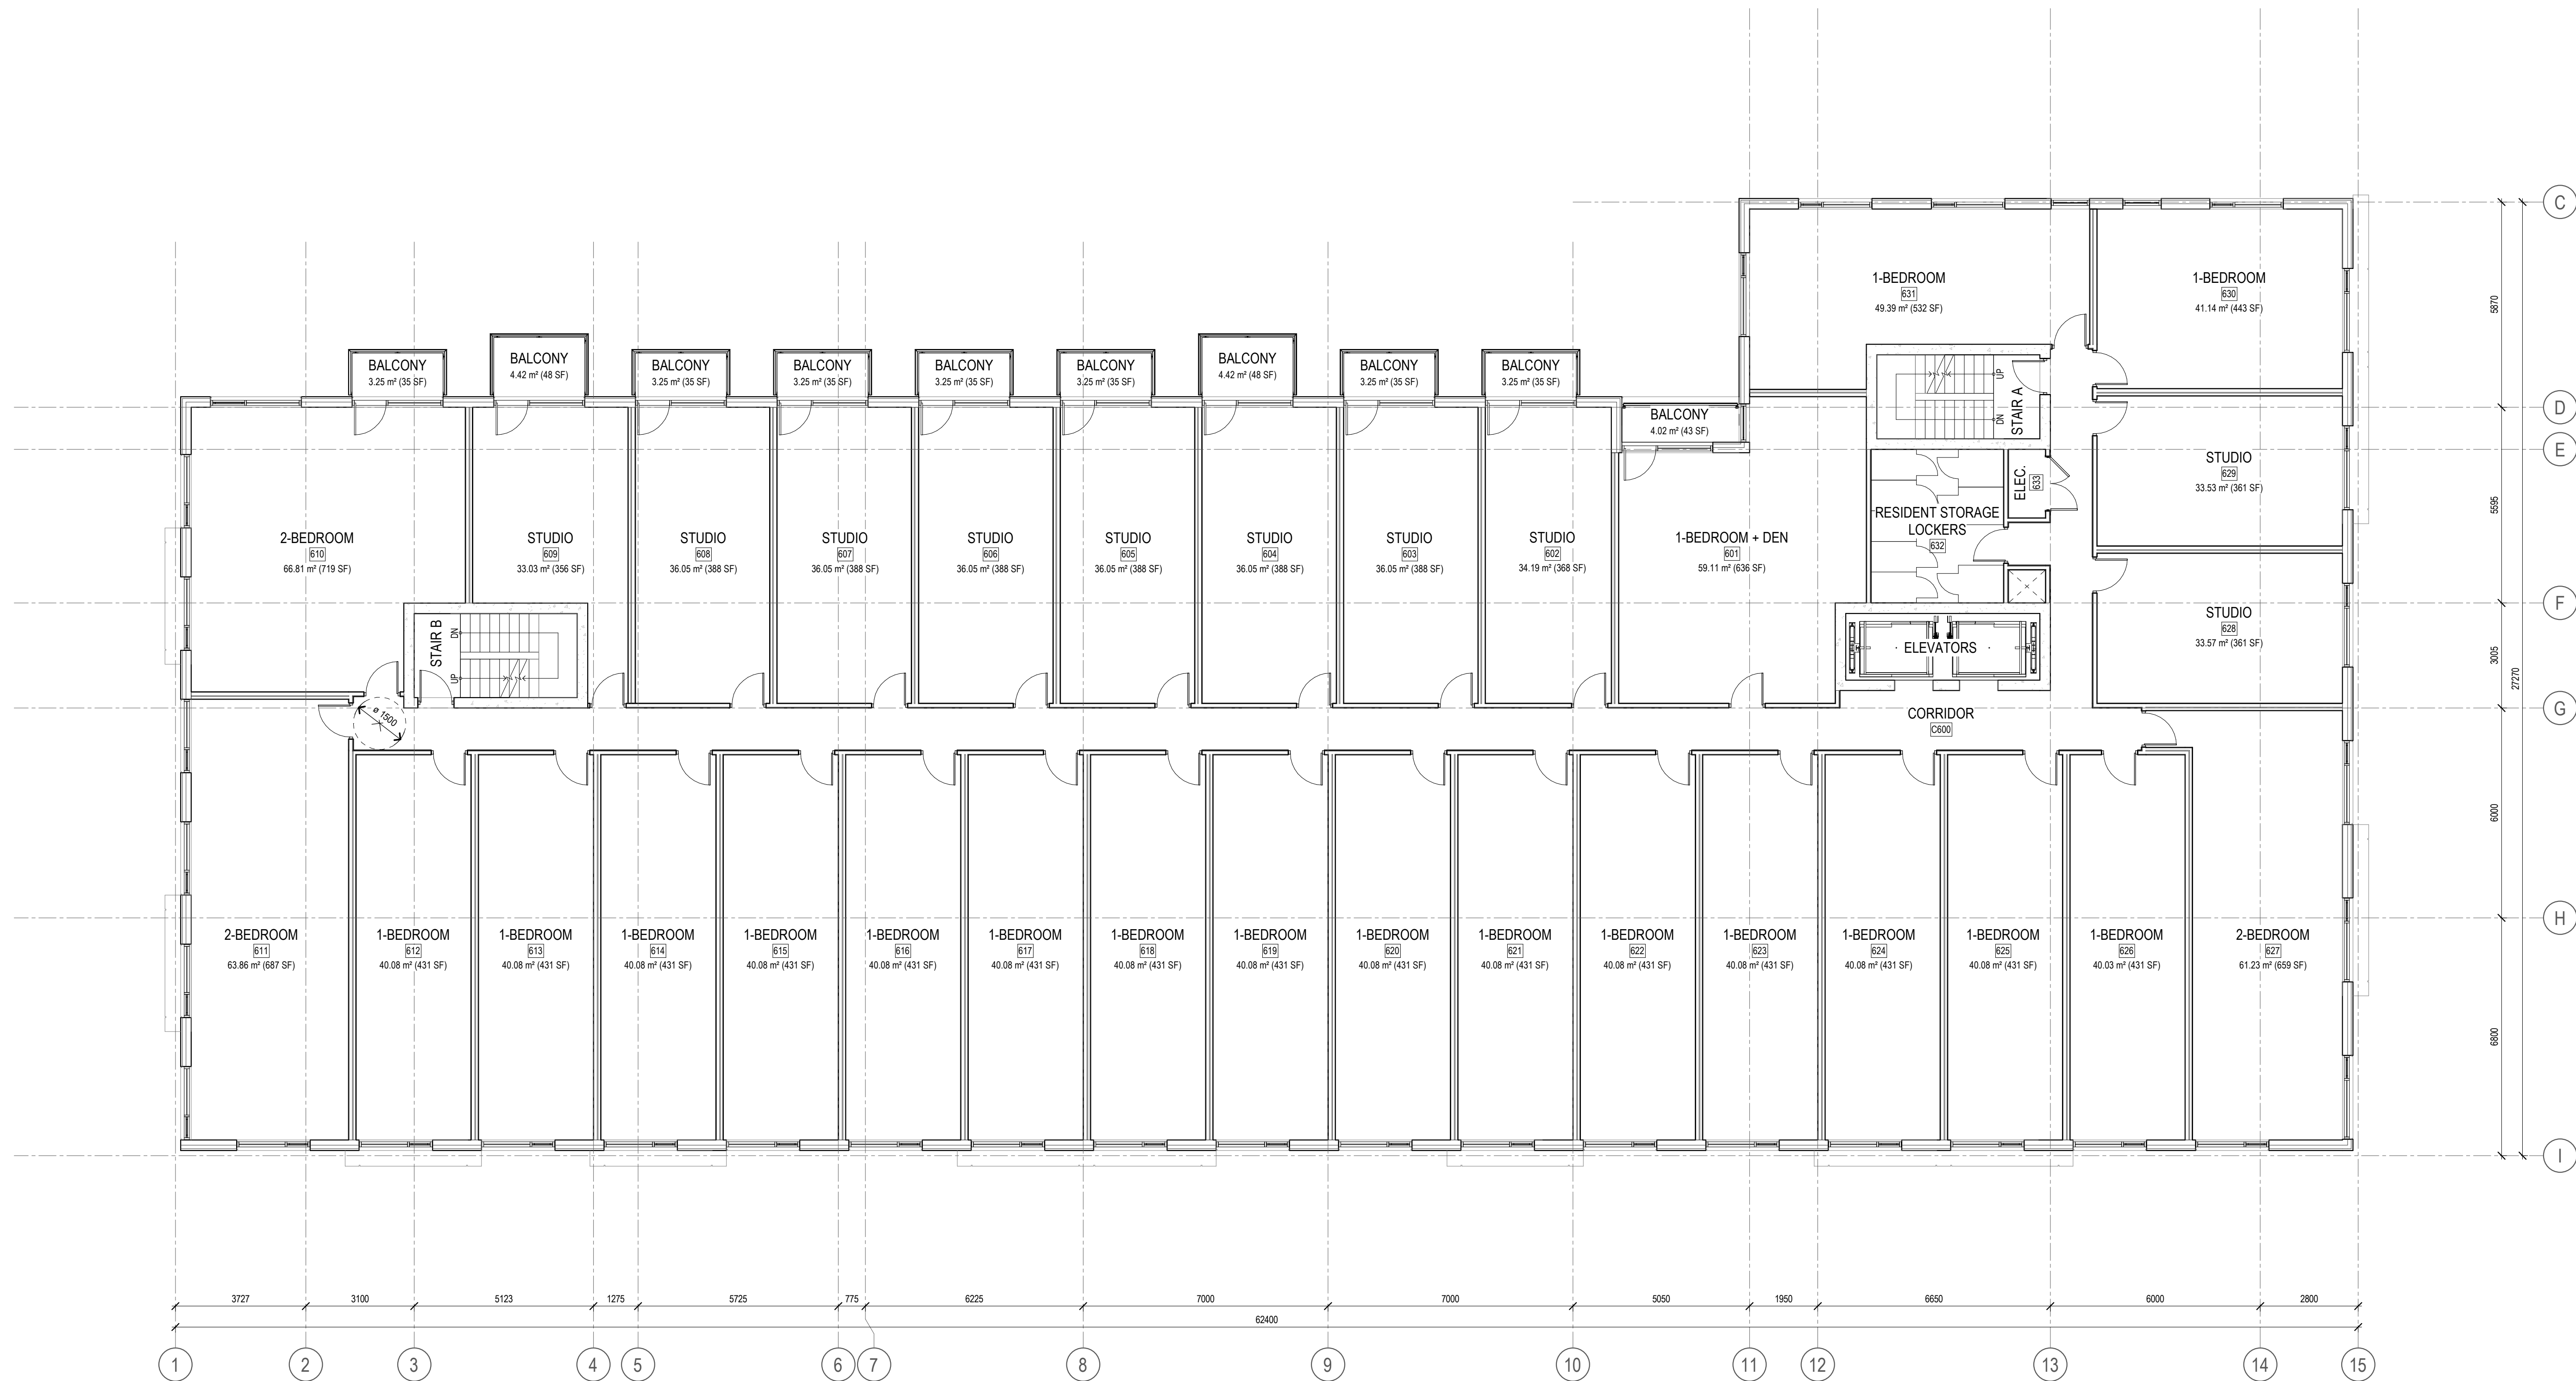 C
1-BEDROOM
631
49.39 m² (532 SF)
1-BEDROOM
630
41.14 m² (443 SF)
5870
BALCONY
3.25 m² (35 SF)
BALCONY
4.42 m² (48 SF)
BALCONY
3.25 m² (35 SF)
BALCONY
3.25 m² (35 SF)
BALCONY
3.25 m² (35 SF)
BALCONY
3.25 m² (35 SF)
BALCONY
4.42 m² (48 SF)
BALCONY
3.25 m² (35 SF)
BALCONY
3.25 m² (35 SF)
BALCONY
4.02 m² (43 SF)
UP
DN
STAIR A
D
E
2-BEDROOM
610
66.81 m² (719 SF)
STUDIO
609
33.03 m² (356 SF)
STUDIO
608
36.05 m² (388 SF)
STUDIO
607
36.05 m² (388 SF)
STUDIO
606
36.05 m² (388 SF)
STUDIO
605
36.05 m² (388 SF)
STUDIO
604
36.05 m² (388 SF)
STUDIO
603
36.05 m² (388 SF)
STUDIO
602
34.19 m² (368 SF)
1-BEDROOM + DEN
601
59.11 m² (636 SF)
RESIDENT STORAGE
LOCKERS
632
ELEC.
633
STUDIO
629
33.53 m² (361 SF)
5595
STUDIO
628
33.57 m² (361 SF)
F
STAIR B
DN
UP
ELEVATORS
3005
27270
ø 1500
CORRIDOR
C600
G
6000
H
2-BEDROOM
611
63.86 m² (687 SF)
1-BEDROOM
612
40.08 m² (431 SF)
1-BEDROOM
613
40.08 m² (431 SF)
1-BEDROOM
614
40.08 m² (431 SF)
1-BEDROOM
615
40.08 m² (431 SF)
1-BEDROOM
616
40.08 m² (431 SF)
1-BEDROOM
617
40.08 m² (431 SF)
1-BEDROOM
618
40.08 m² (431 SF)
1-BEDROOM
619
40.08 m² (431 SF)
1-BEDROOM
620
40.08 m² (431 SF)
1-BEDROOM
621
40.08 m² (431 SF)
1-BEDROOM
622
40.08 m² (431 SF)
1-BEDROOM
623
40.08 m² (431 SF)
1-BEDROOM
624
40.08 m² (431 SF)
1-BEDROOM
625
40.08 m² (431 SF)
1-BEDROOM
626
40.03 m² (431 SF)
2-BEDROOM
627
61.23 m² (659 SF)
6800
I
3727 3100 5123 1275 5725 775 6225 7000 7000 5050 1950 6650 6000 2800
62400
1 2 3 4 5 6 7 8 9 10 11 12 13 14 15